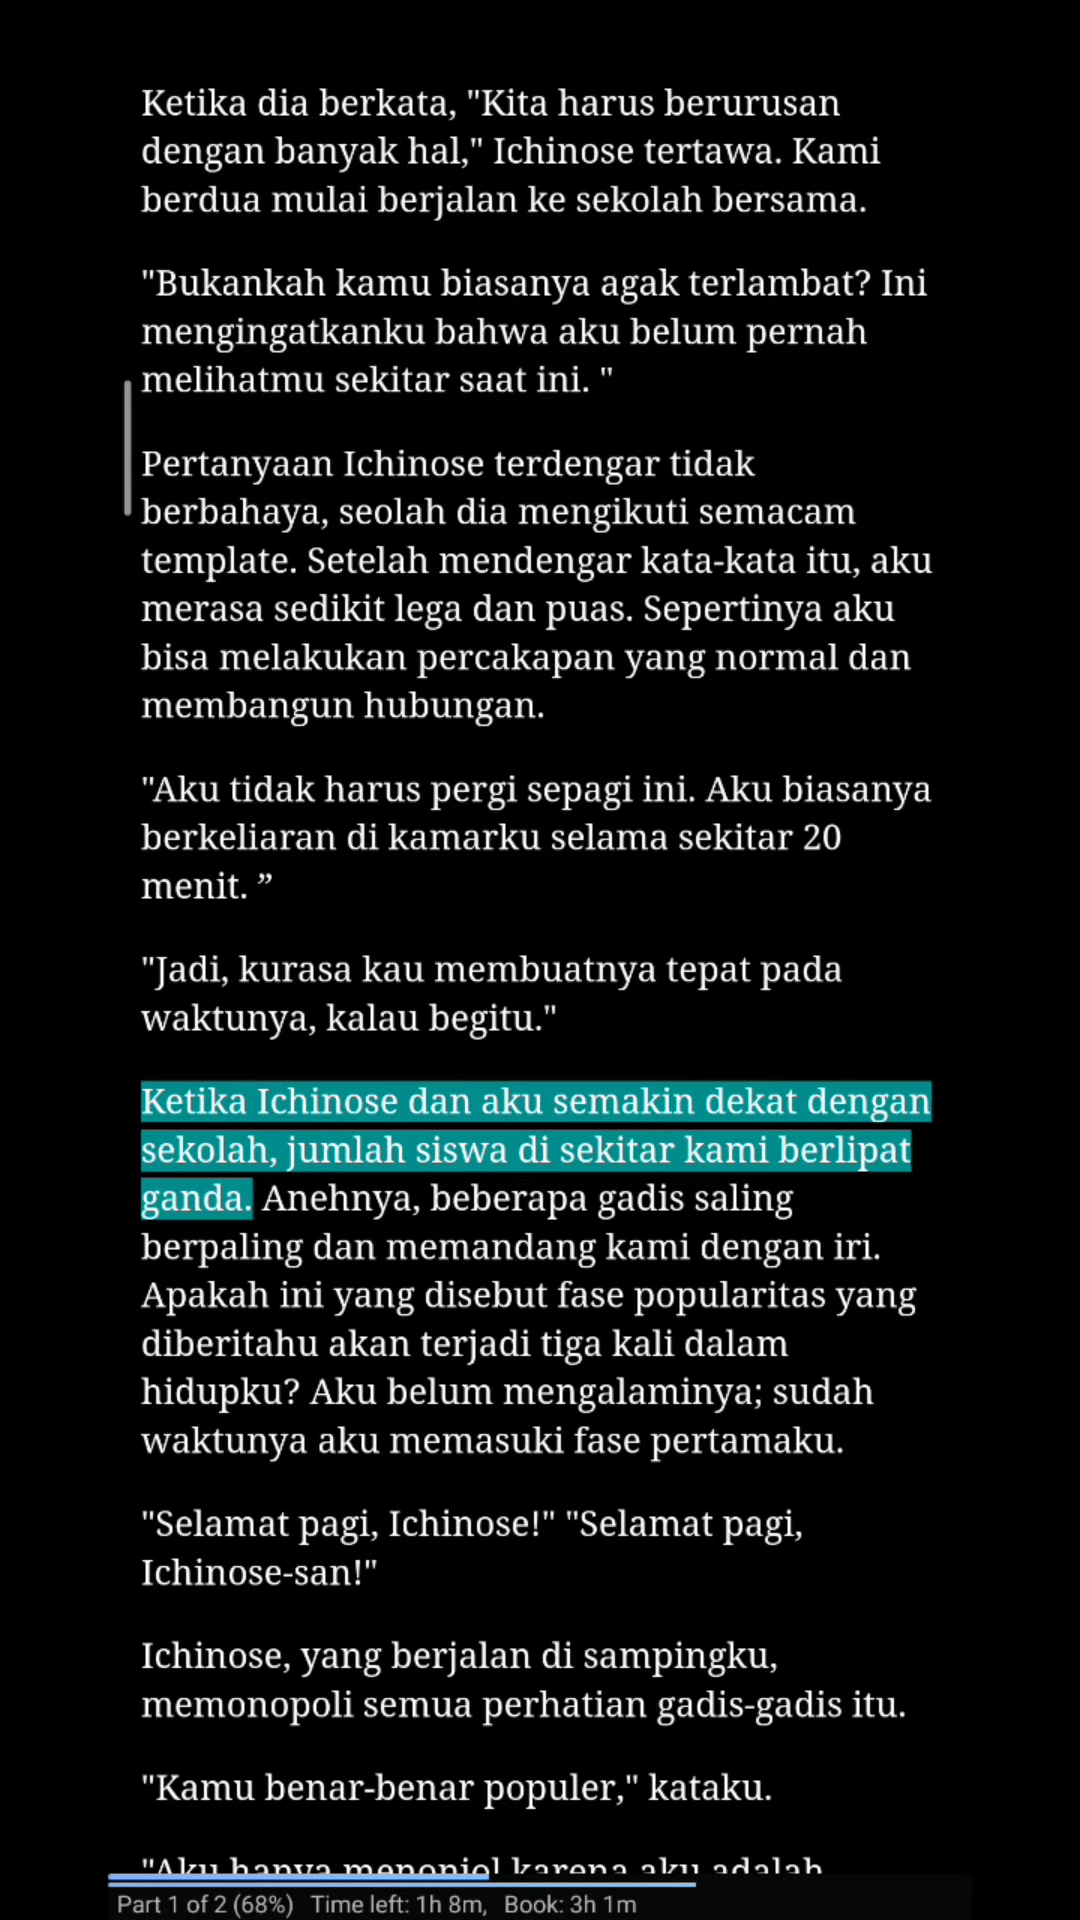 Ketika dia berkata, "Kita harus berurusan
dengan banyak hal," Ichinose tertawa. Kami
berdua mulai berjalan ke sekolah bersama.
"Bukankah kamu biasanya agak terlambat? Ini
mengingatkanku bahwa aku belum pernah
melihatmu sekitar saat ini. "
Pertanyaan Ichinose terdengar tidak
berbahaya, seolah dia mengikuti semacam
template. Setelah mendengar kata-kata itu, aku
merasa sedikit lega dan puas. Sepertinya aku
bisa melakukan percakapan yang normal dan
membangun hubungan.
"Aku tidak harus pergi sepagi ini. Aku biasanya
berkeliaran di kamarku selama sekitar 20
menit. ”
"Jadi, kurasa kau membuatnya tepat pada
waktunya, kalau begitu."
Ketika Ichinose dan aku semakin dekat dengan
sekolah, jumlah siswa di sekitar kami berlipat
ganda. Anehnya, beberapa gadis saling
berpaling dan memandang kami dengan iri.
Apakah ini yang disebut fase popularitas yang
diberitahu akan terjadi tiga kali dalam
hidupku? Aku belum mengalaminya; sudah
waktunya aku memasuki fase pertamaku.
"Selamat pagi, Ichinose!" "Selamat pagi,
Ichinose-san!"
Ichinose, yang berjalan di sampingku,
memonopoli semua perhatian gadis-gadis itu.
"Kamu benar-benar populer," kataku.
"Aku hanya menonjol karena aku adalah
Part 1 of 2 (68%) Time left: 1h 8m, Book: 3h 1m